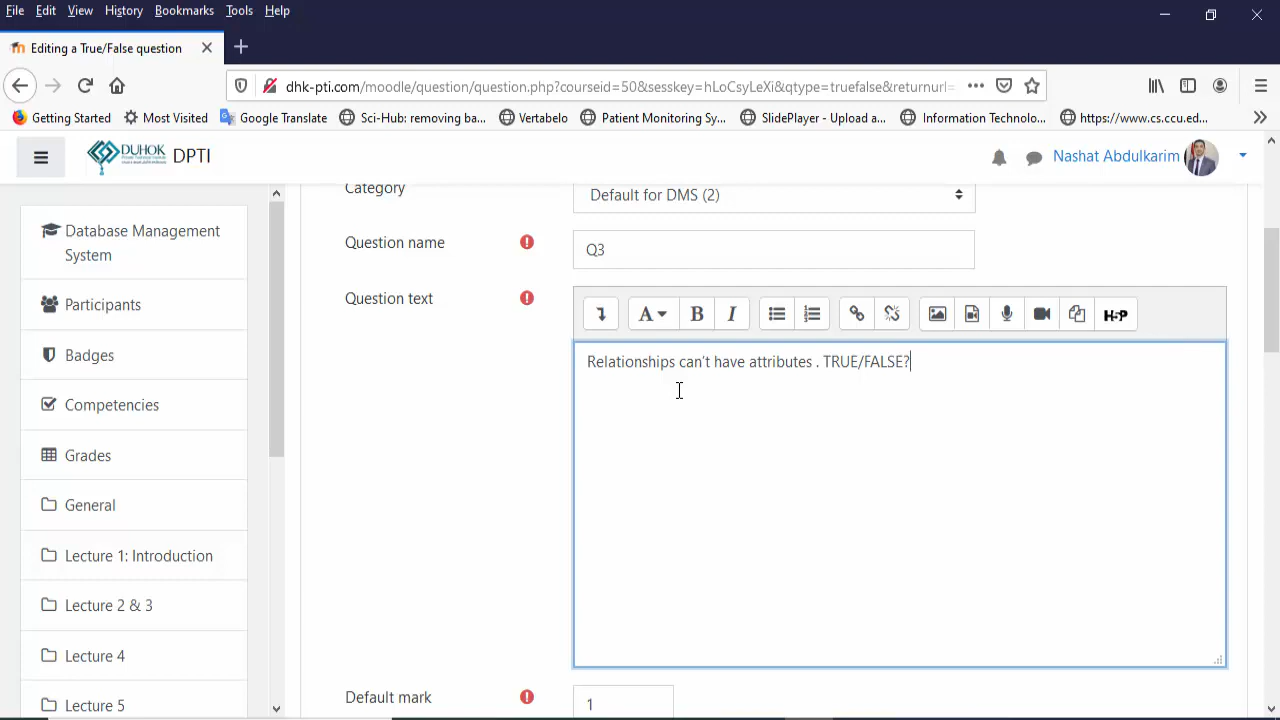 File Edit View History Bookmarks Tools Help
Editing a True/False question
dhk-pti.com/moodle/question/question.php?courseid=50&sesskey=hLoCsyLeXi&qtype=truefalse&returnurl=
Getting Started Most Visited Google Translate Sci-Hub: removing ba... Vertabelo Patient Monitoring Sy... SlidePlayer - Upload a... Information Technolo... https://www.cs.ccu.ed...
DUHOK DPTI Nashat Abdulkarim
Category Default for DMS (2)
Database Management System
Participants
Badges
Competencies
Grades
General
Lecture 1: Introduction
Lecture 2 & 3
Lecture 4
Lecture 5
Question name Q3
Question text
A B I H-P
Relationships can't have attributes . TRUE/FALSE?
Default mark 1